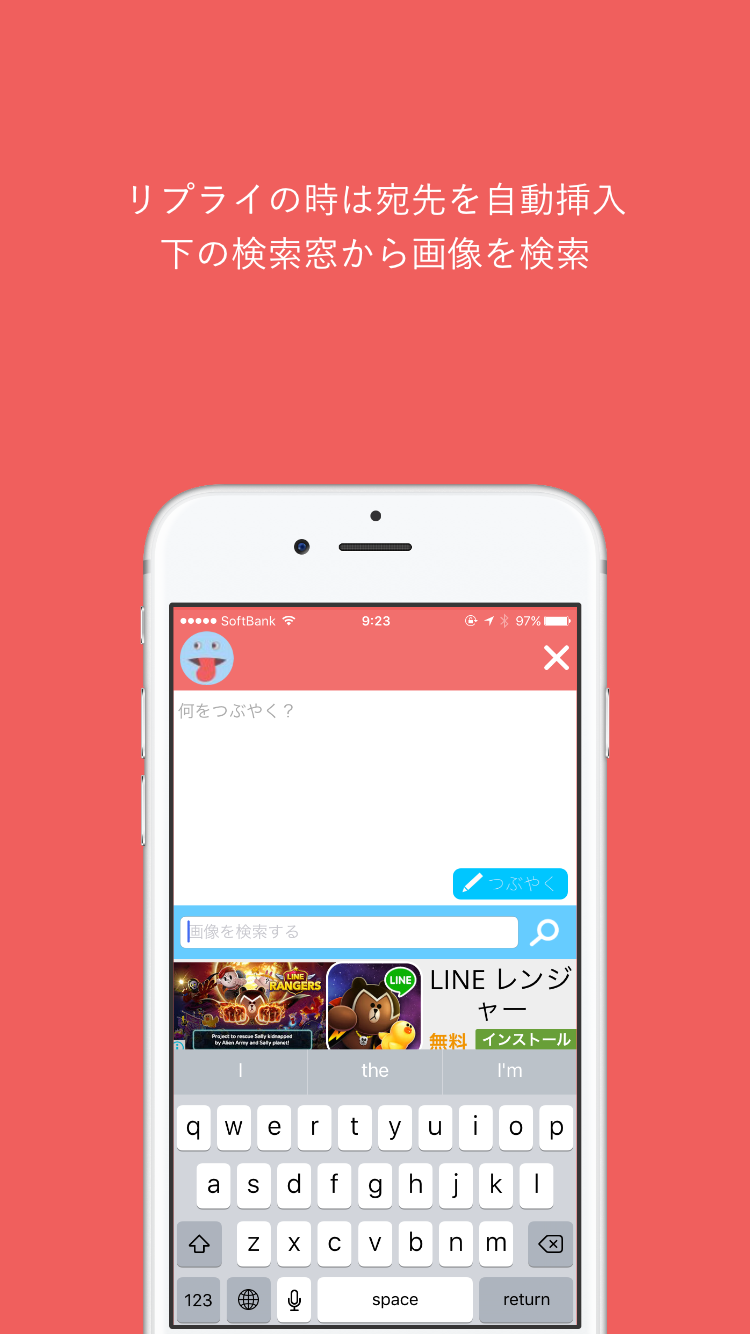 リプライの時は宛先を自動挿入
下の検索窓から画像を検索
SoftBank 9:23 97%
何をつぶやく？
つぶやく
画像を検索する
LINE RANGERS
Project to rescue Sally kidnapped
by Alien Army and Sally planet!
LINE
LINE レンジ
ャー
無料 インストール
I the I'm
q w e r t y u i o p
a s d f g h j k l
z x c v b n m
123 space return